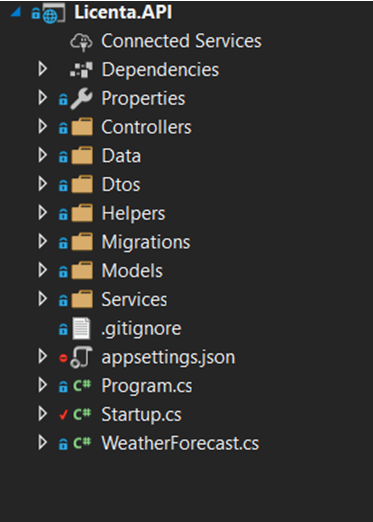 Licenta.API
Connected Services
Dependencies
Properties
Controllers
Data
Dtos
Helpers
Migrations
Models
Services
.gitignore
appsettings.json
C# Program.cs
C# Startup.cs
C# WeatherForecast.cs